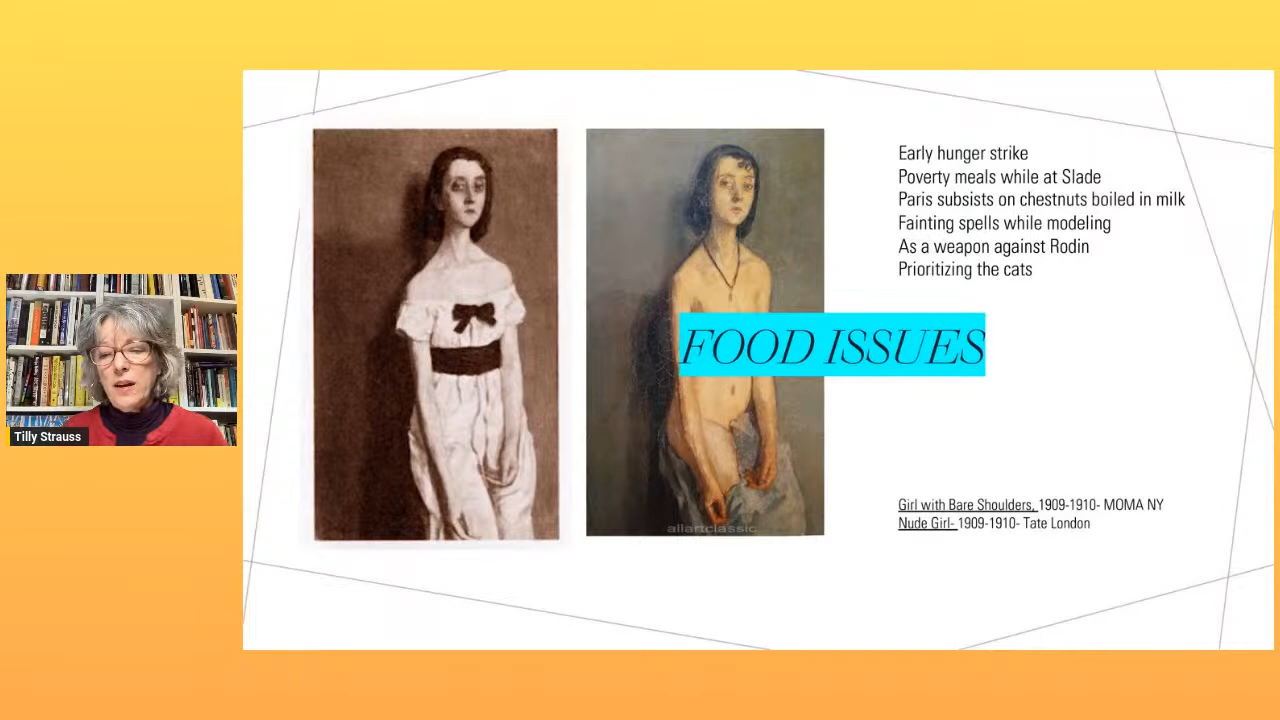 Early hunger strike
Poverty meals while at Slade
Paris subsists on chestnuts boiled in milk
Fainting spells while modeling
As a weapon against Rodin
Prioritizing the cats
FOOD ISSUES
Tilly Strauss
Girl with Bare Shoulders, 1909-1910- MOMA NY
Nude Girl- 1909-1910- Tate London
allartclassic